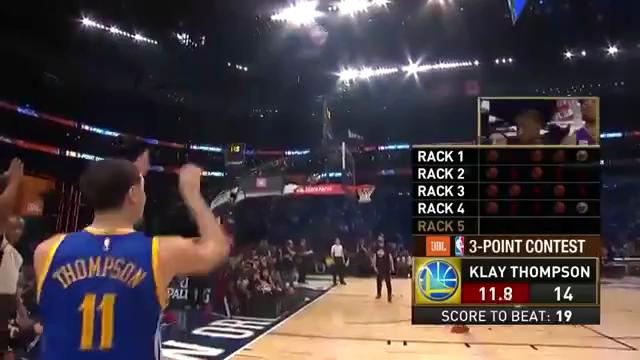 RACK 1
RACK 2
RACK 3
RACK 4
RACK 5
JBL 3-POINT CONTEST
KLAY THOMPSON
11.8 14
SCORE TO BEAT: 19
THOMPSON
11